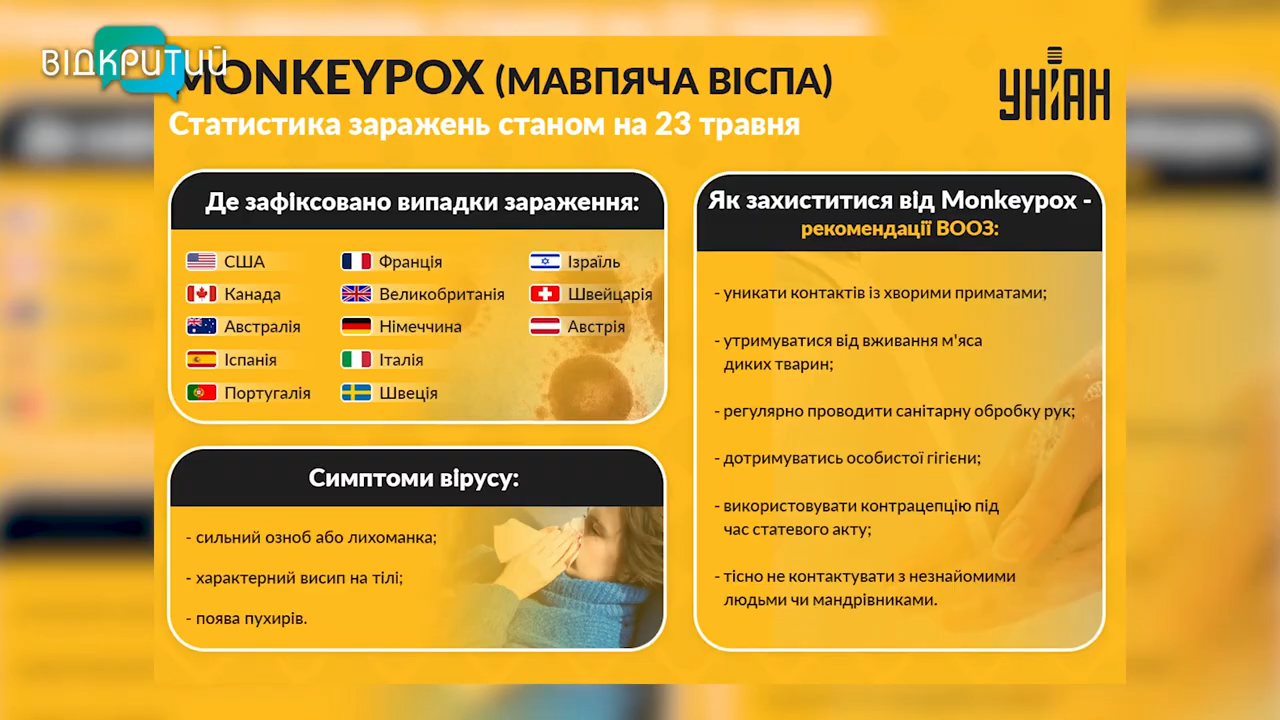 ВІДКРИТИЙ
MONKEYPOX (МАВПЯЧА ВІСПА)
Статистика заражень станом на 23 травня
УНІАН
Де зафіксовано випадки зараження:
США
Канада
Австралія
Іспанія
Португалія
Франція
Великобританія
Німеччина
Італія
Швеція
Ізраїль
Швейцарія
Австрія
Симптоми вірусу:
- сильний озноб або лихоманка;
- характерний висип на тілі;
- поява пухирів.
Як захиститися від Monkeypox -
рекомендації ВООЗ:
- уникати контактів із хворими приматами;
- утримуватися від вживання м'яса
диких тварин;
- регулярно проводити санітарну обробку рук;
- дотримуватись особистої гігієни;
- використовувати контрацепцію під
час статевого акту;
- тісно не контактувати з незнайомими
людьми чи мандрівниками.